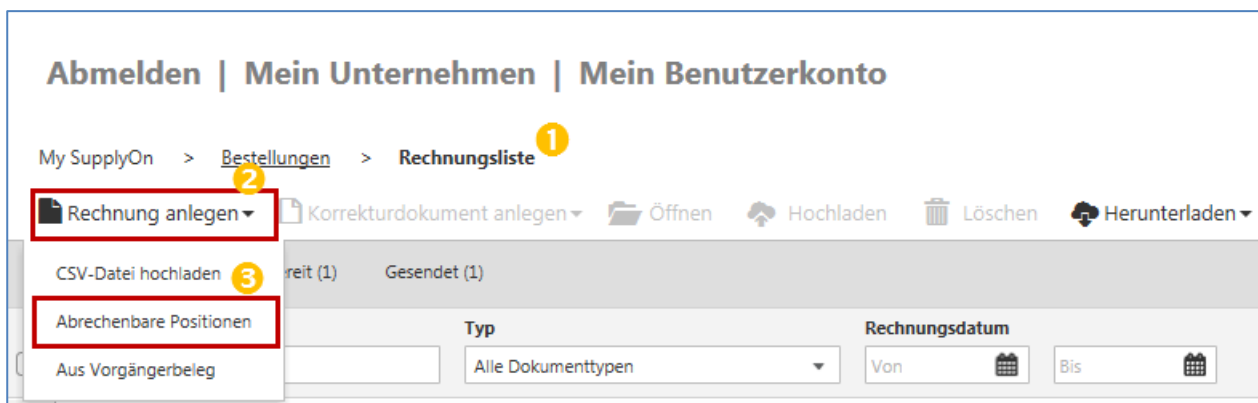 Abmelden | Mein Unternehmen | Mein Benutzerkonto
1
My SupplyOn > Bestellungen > Rechnungsliste
2
Rechnung anlegen Korrekturdokument anlegen Öffnen Hochladen Löschen Herunterladen
CSV-Datei hochladen 3 ereit (1) Gesendet (1)
Abrechenbare Positionen
Typ Rechnungsdatum
Alle Dokumenttypen Von Bis
Aus Vorgängerbeleg